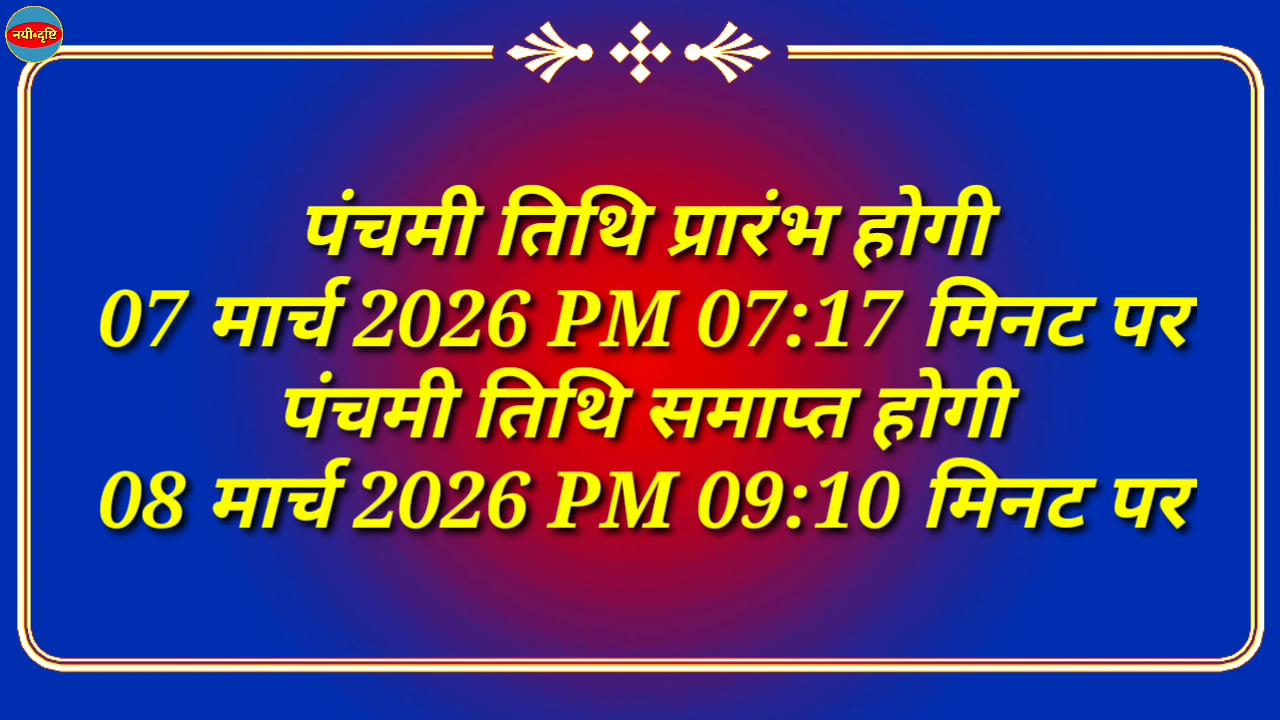 नयी•दृष्टि
पंचमी तिथि प्रारंभ होगी
07 मार्च 2026 PM 07:17 मिनट पर
पंचमी तिथि समाप्त होगी
08 मार्च 2026 PM 09:10 मिनट पर